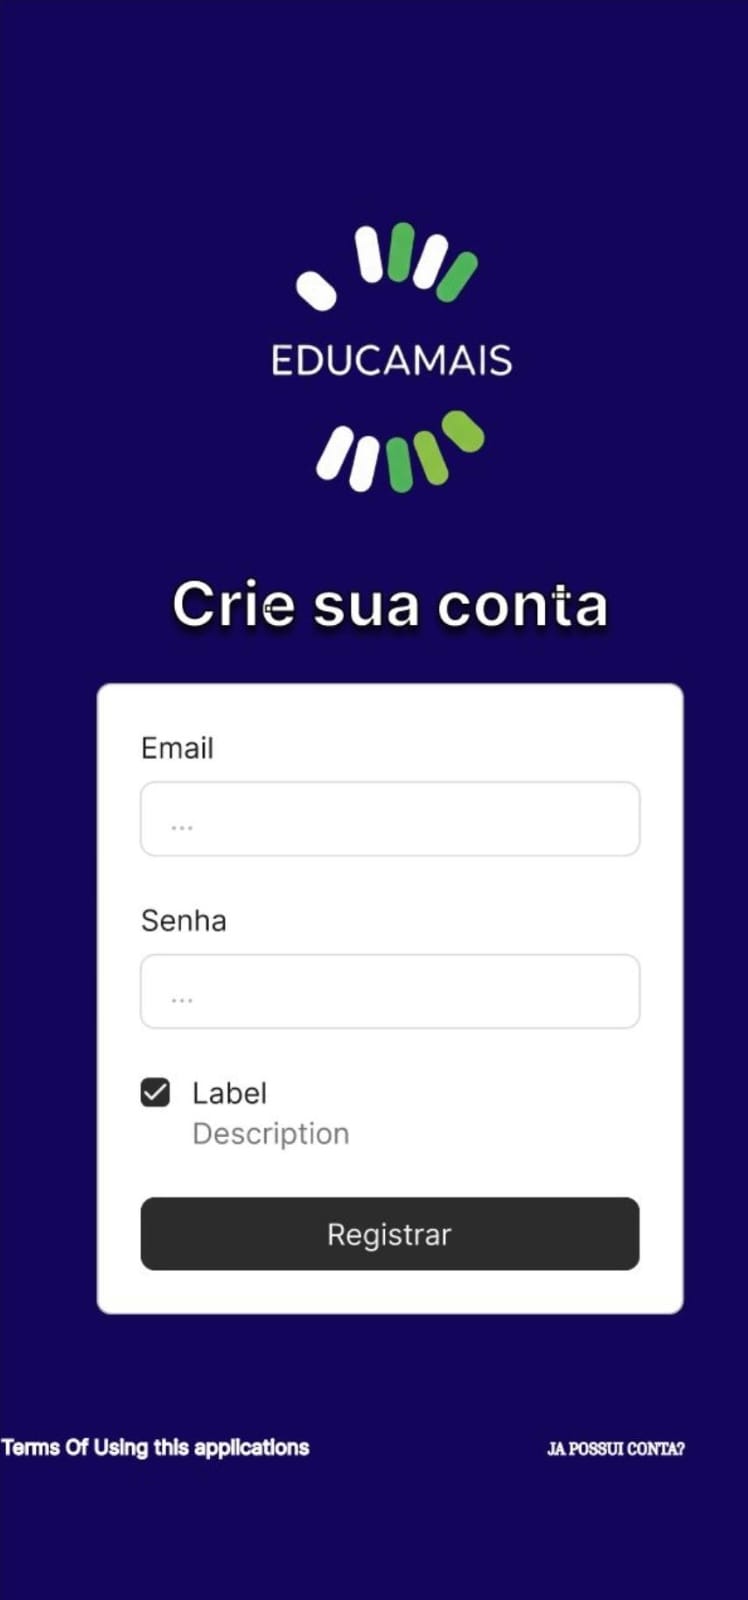 EDUCAMAIS
Crie sua conta
Email
...
Senha
...
Label
Description
Registrar
Terms Of Using this applications
JA POSSUI CONTA?